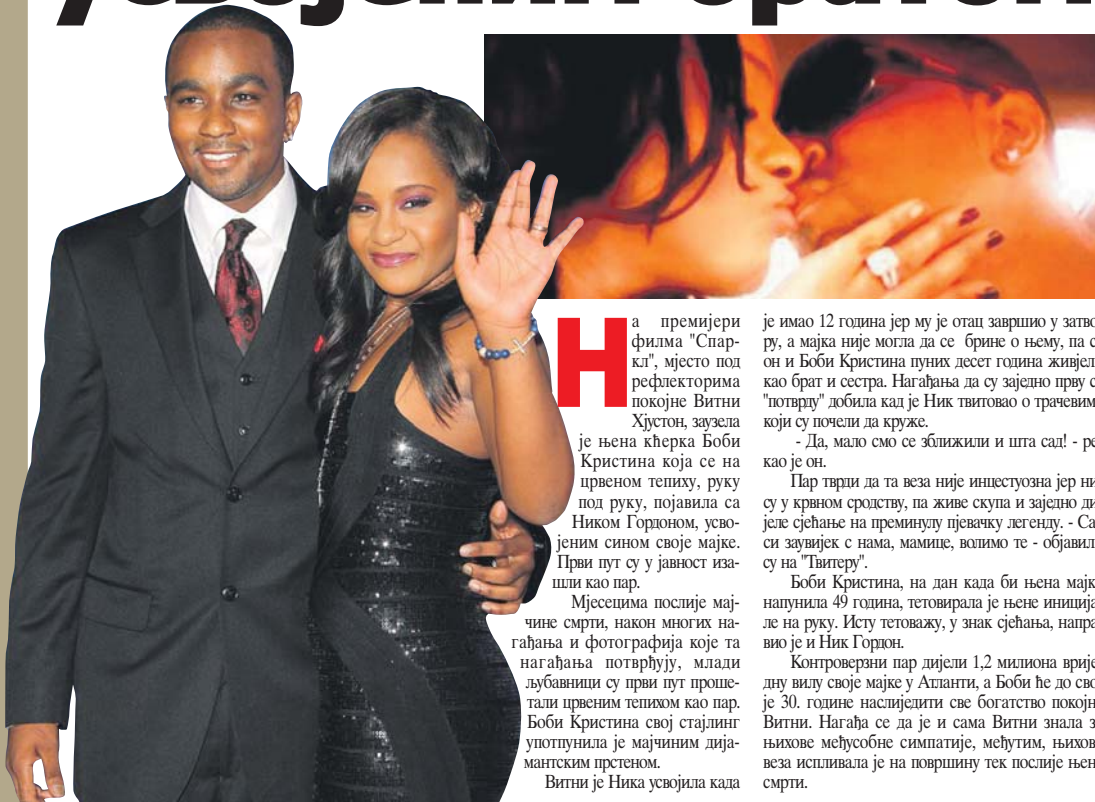 На премијери
филма "Спар-
кл", мјесто под
рефлекторима
покојне Витни
Хјустон, заузела
је њена кћерка Боби
Кристина која се на
црвеном тепиху, руку
под руку, појавила са
Ником Гордоном, усво-
јеним сином своје мајке.
Први пут су у јавност иза-
шли као пар.
Мјесецима послије мај-
чине смрти, након многих на-
гађања и фотографија које та
нагађања потврђују, млади
љубавници су први пут проше-
тали црвеним тепихом као пар.
Боби Кристина свој стајлинг
употпунила је мајчиним дија-
мантским прстеном.
Витни је Ника усвојила када
је имао 12 година јер му је отац завршио у затво
ру, а мајка није могла да се брине о њему, па с
он и Боби Кристина пуних десет година живјел
као брат и сестра. Нагађања да су заједно прву с
"потврду" добила кад је Ник твитовао о трачевим
који су почели да круже.
- Да, мало смо се зближили и шта сад! - ре
као је он.
Пар тврди да та веза није инцестуозна јер ни
су у крвном сродству, па живе скупа и заједно ди
јеле сјећање на преминулу пјевачку легенду. - Са
си заувијек с нама, мамице, волимо те - објавил
су на "Твитеру".
Боби Кристина, на дан када би њена мајк
напунила 49 година, тетовирала је њене иниција
ле на руку. Исту тетоважу, у знак сјећања, напра
вио је и Ник Гордон.
Контроверзни пар дијели 1,2 милиона врије
дну вилу своје мајке у Атланти, а Боби ће до сво
је 30. године наслиједити све богатство покојн
Витни. Нагађа се да је и сама Витни знала з
њихове међусобне симпатије, међутим, њихов
веза испливала је на површину тек послије њен
смрти.